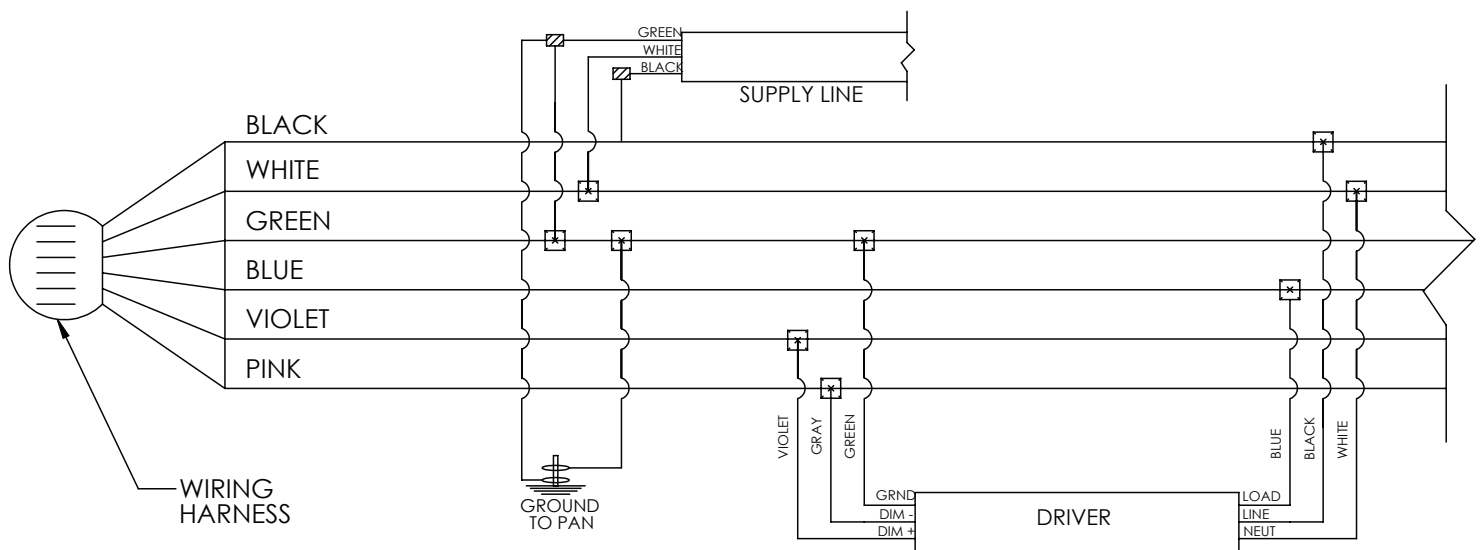 GREEN
WHITE
BLACK
SUPPLY LINE
BLACK
WHITE
GREEN
BLUE
VIOLET
PINK
WIRING
HARNESS
GROUND
TO PAN
VIOLET
GRAY
GREEN
BLUE
BLACK
WHITE
GRND
DIM -
DIM +
DRIVER
LOAD
LINE
NEUT